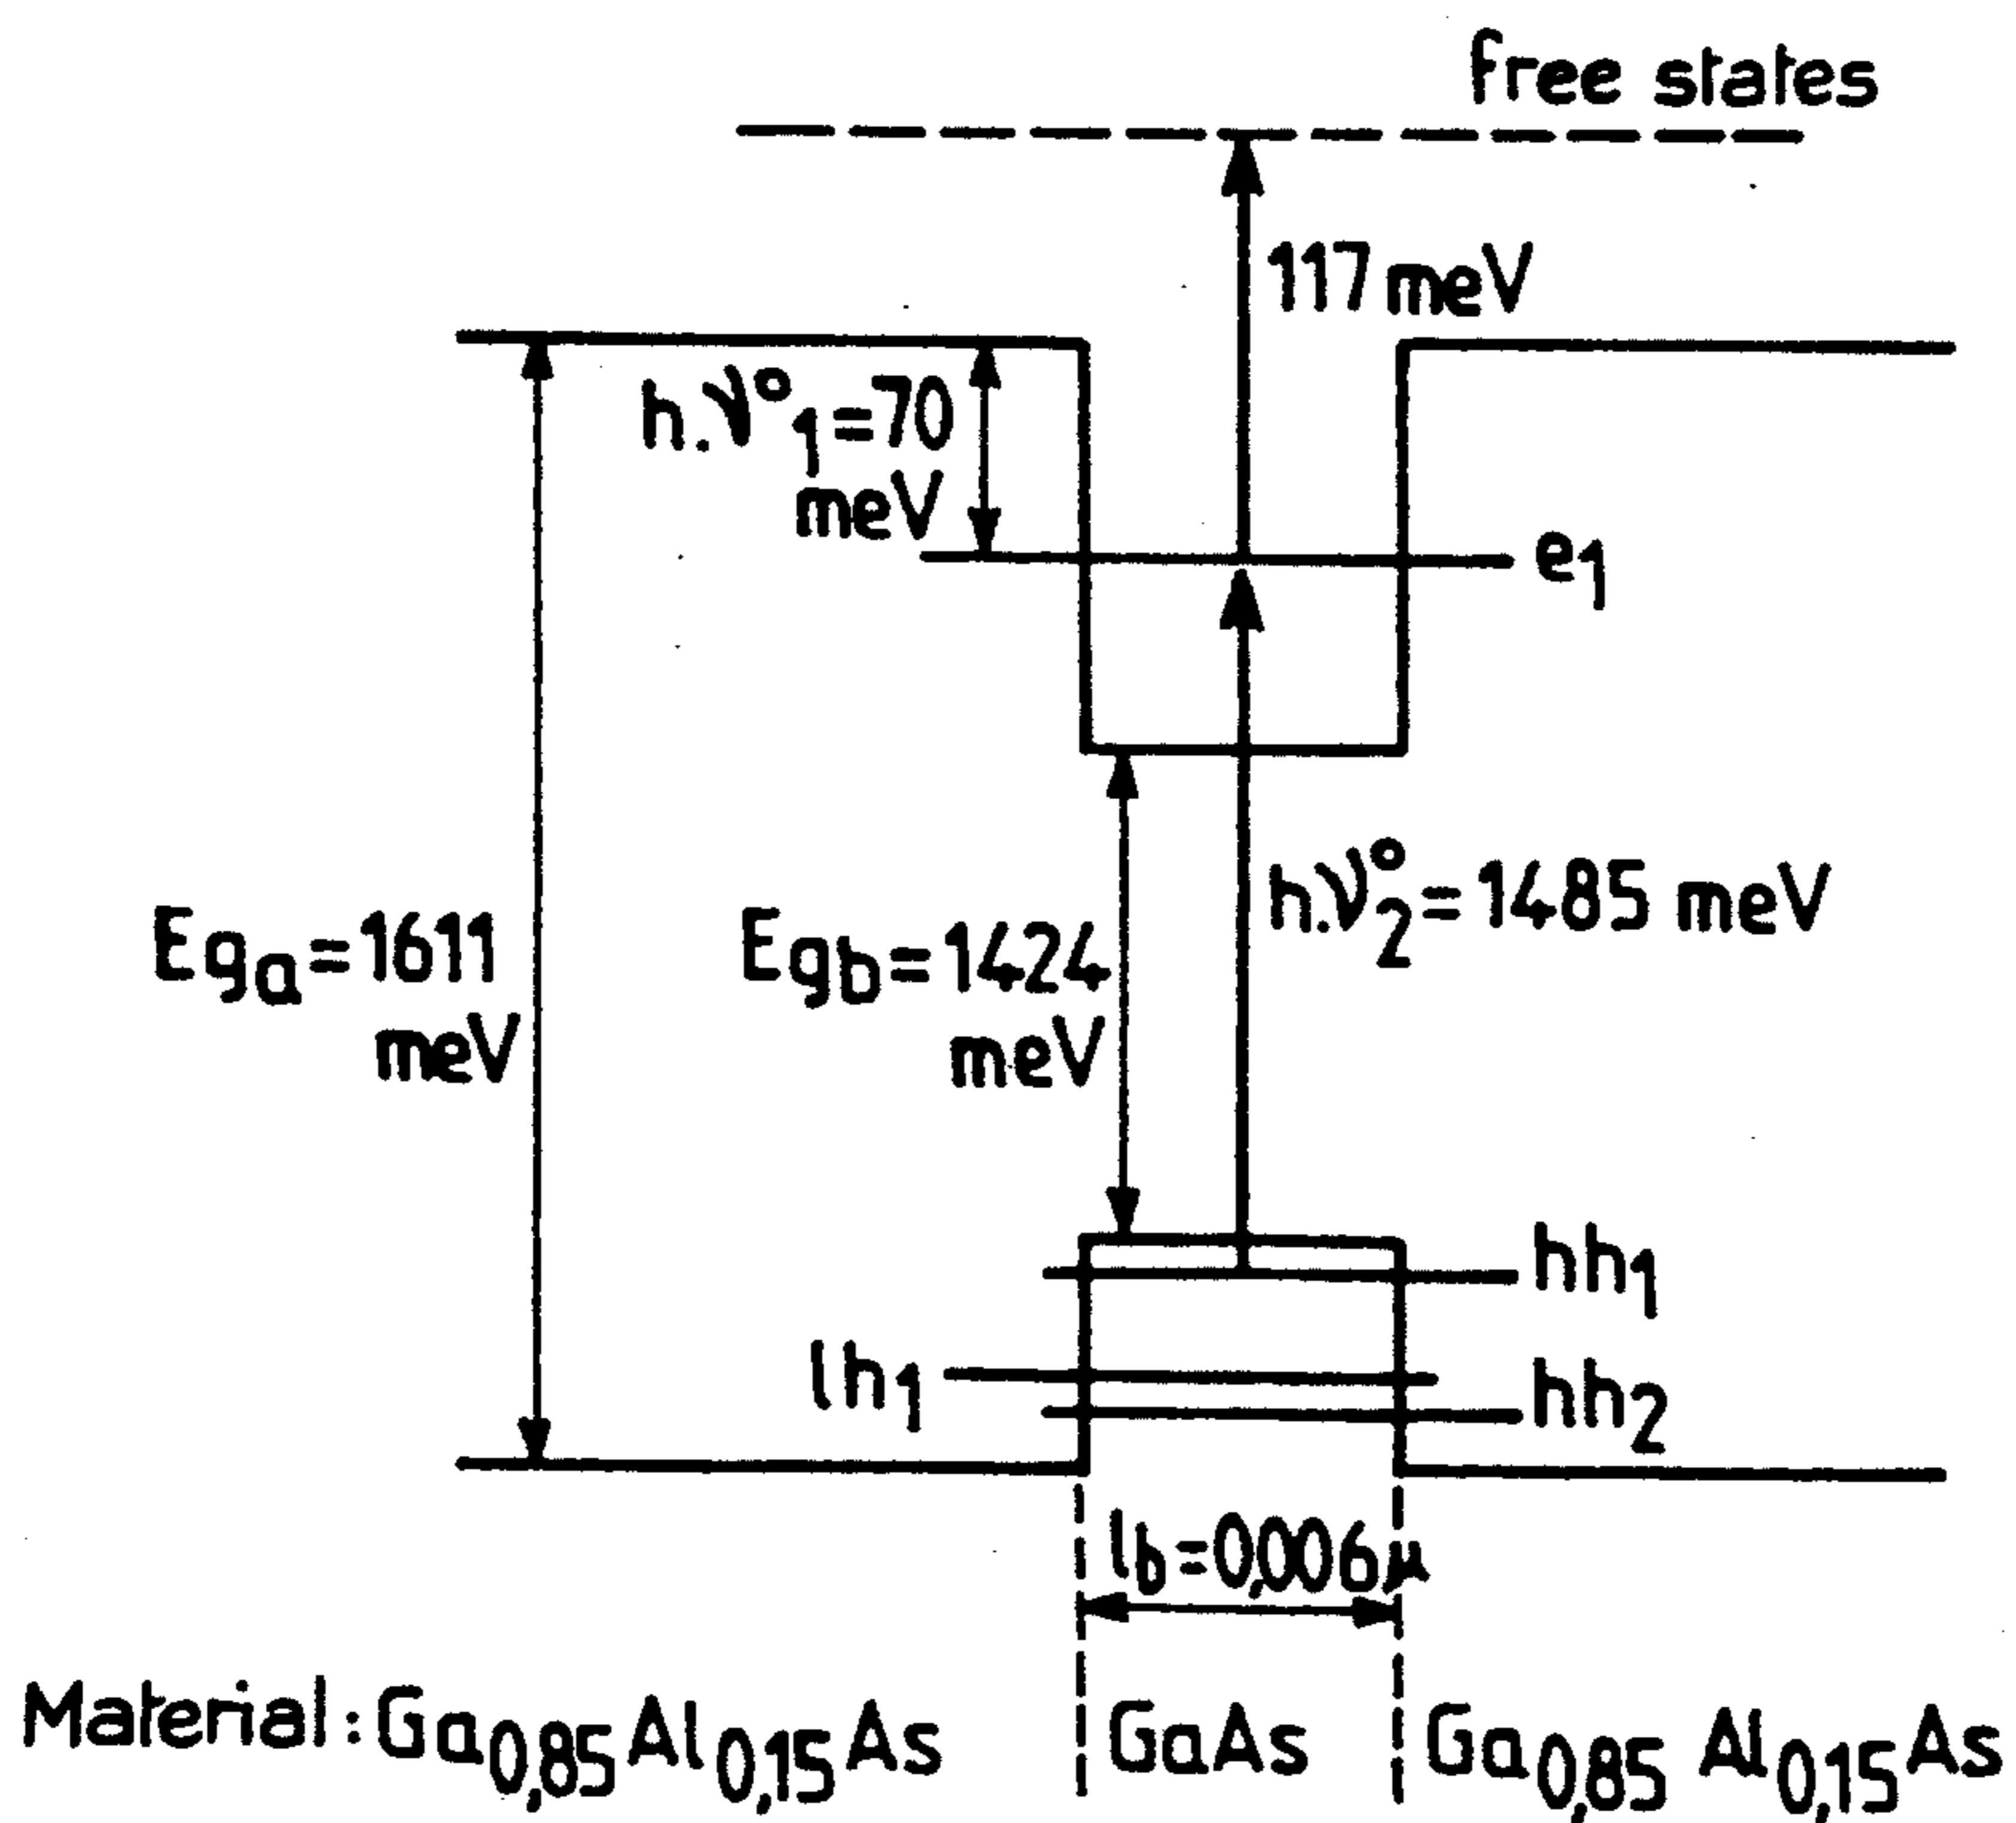 free states
117 meV
h.ν°₁=70
meV
e₁
h.ν°₂=1485 meV
Ega=1611
meV
Egb=1424
meV
hh₁
lh₁
hh₂
lb=0,006μ
Material: Ga₀,₈₅Al₀,₁₅As GaAs Ga₀,₈₅ Al₀,₁₅As